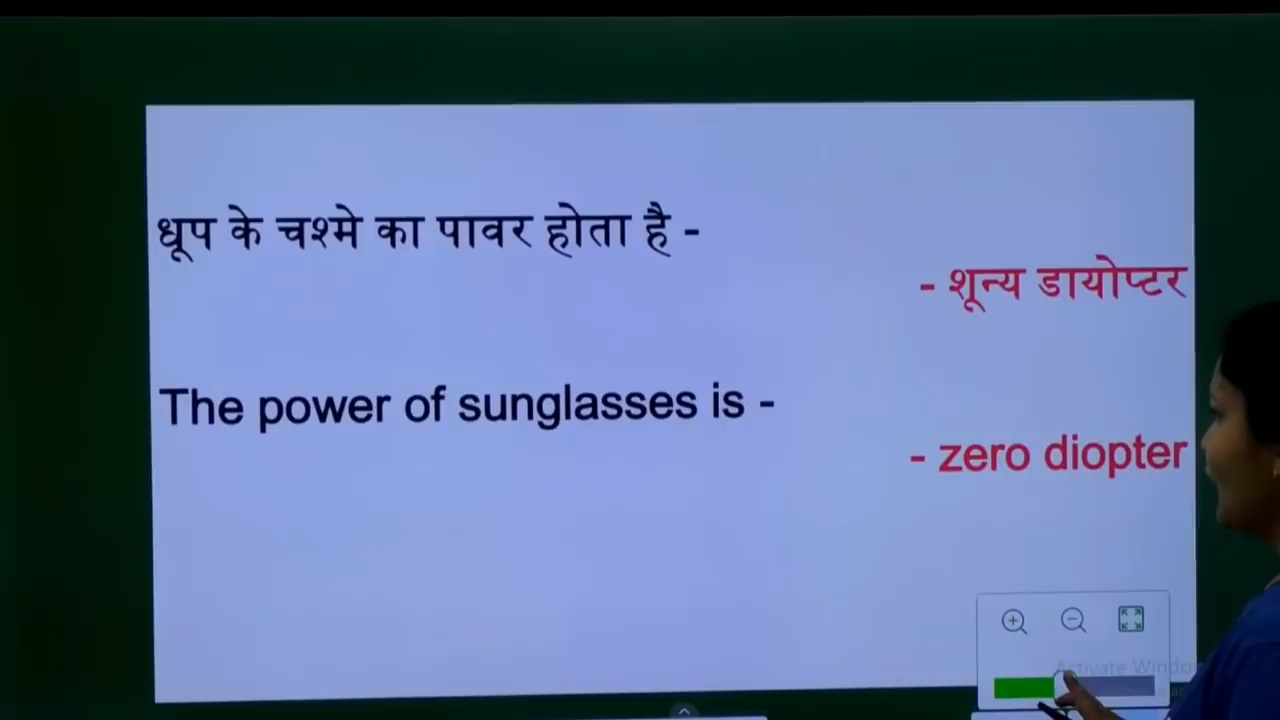 धूप के चश्मे का पावर होता है -
- शून्य डायोप्टर
The power of sunglasses is -
- zero diopter